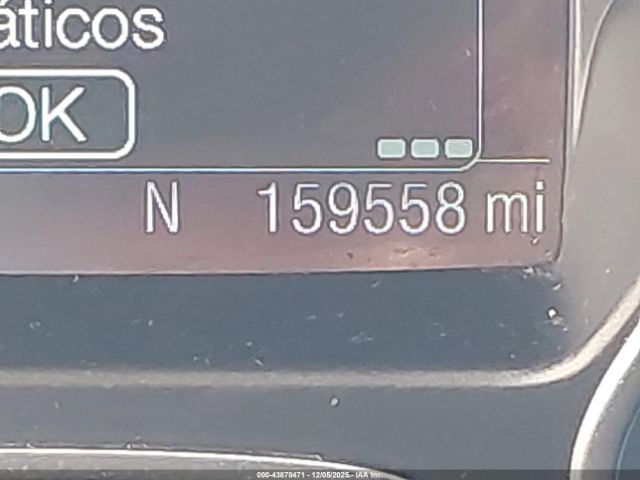 áticos
OK
N 159558 mi
000-43878471 - 12/05/2025 - IAA Inc.